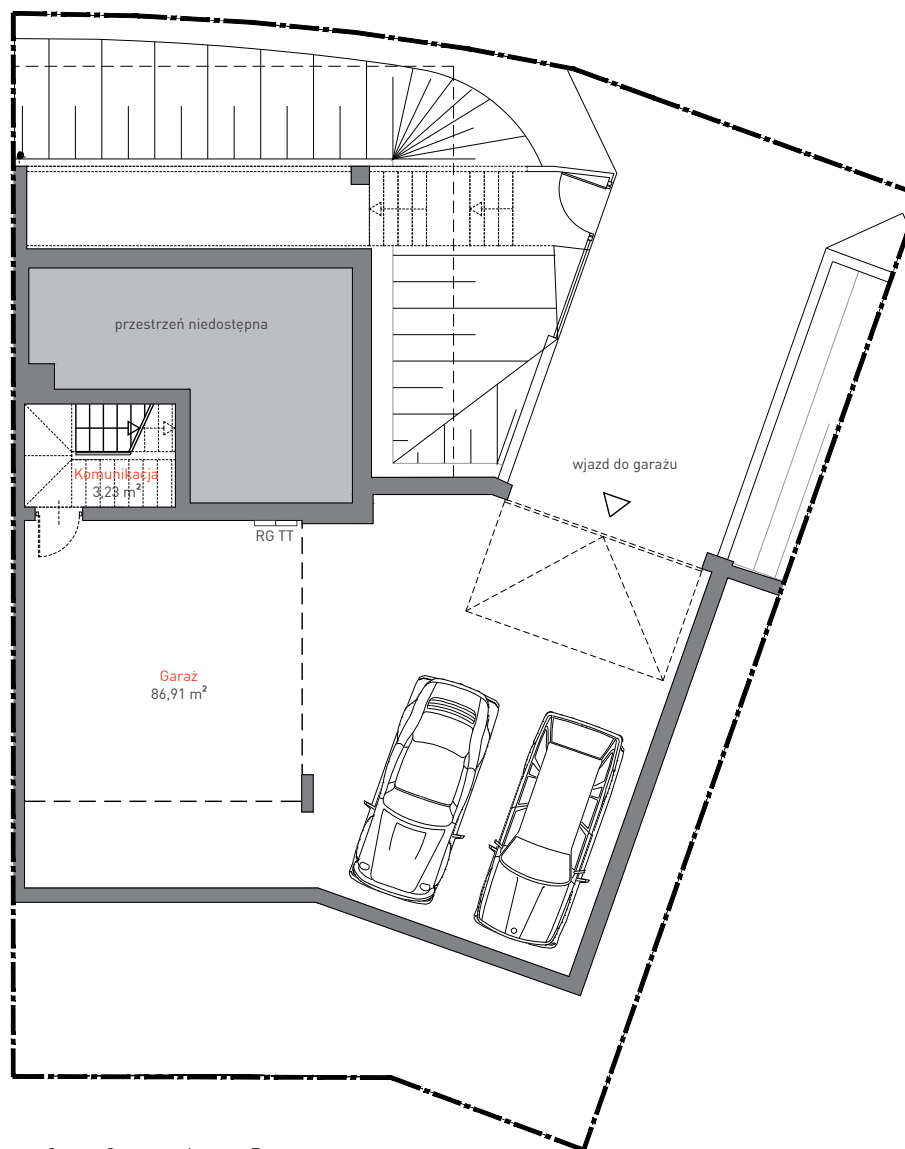 przestrzeń niedostępna
Komunikacja
3,23 m²
wjazd do garażu
RG TT
Garaż
86,91 m²